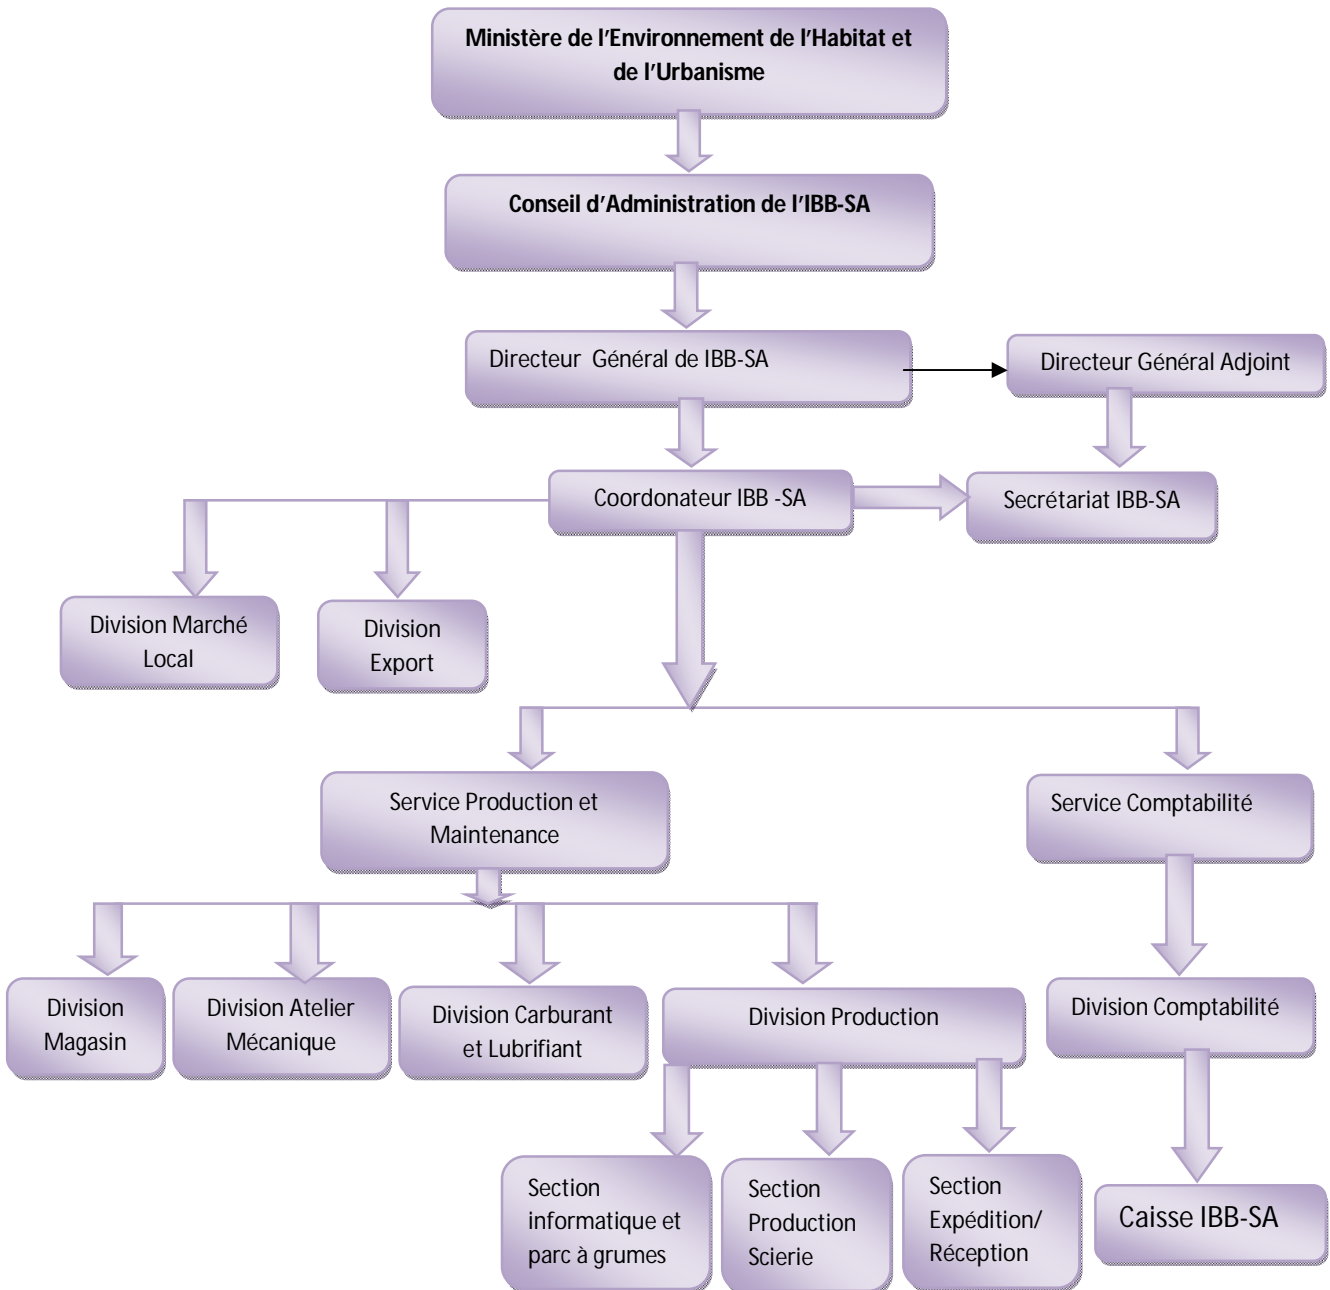 Ministère de l'Environnement de l'Habitat et
de l'Urbanisme
Conseil d'Administration de l'IBB-SA
Directeur Général de IBB-SA
Directeur Général Adjoint
Coordonateur IBB -SA
Secrétariat IBB-SA
Division Marché
Local
Division
Export
Service Production et
Maintenance
Service Comptabilité
Division
Magasin
Division Atelier
Mécanique
Division Carburant
et Lubrifiant
Division Production
Division Comptabilité
Section
informatique et
parc à grumes
Section
Production
Scierie
Section
Expédition/
Réception
Caisse IBB-SA